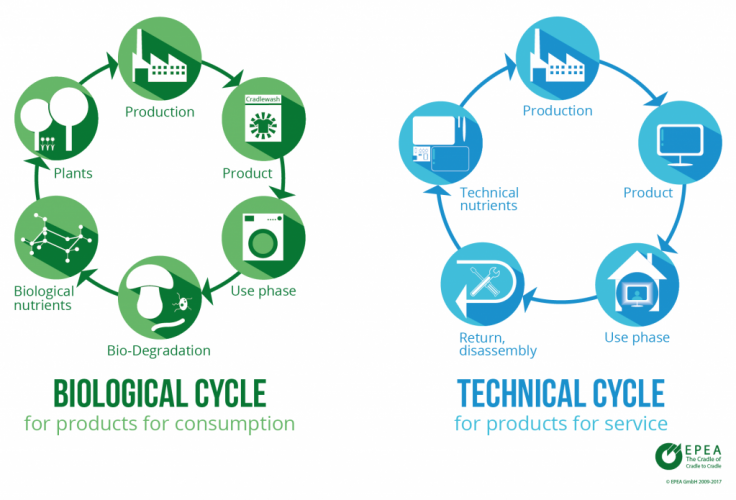 Production
Cradlewash
Product
Use phase
Bio-Degradation
Biological
nutrients
Plants
BIOLOGICAL CYCLE
for products for consumption
Production
Product
Use phase
Return,
disassembly
Technical
nutrients
TECHNICAL CYCLE
for products for service
EPEA
The Cradle of
Cradle to Cradle
© EPEA GmbH 2009-2017